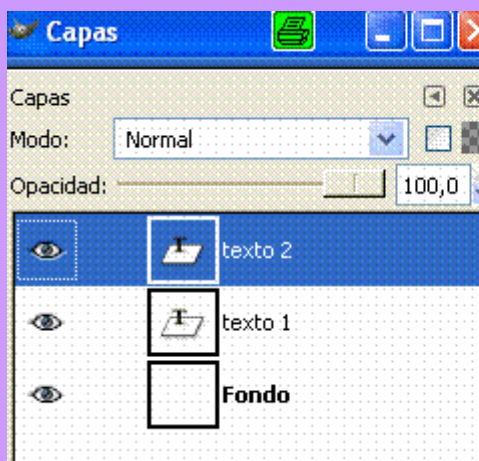 Capas
Capas
Modo: Normal
Opacidad: 100,0
texto 2
texto 1
Fondo